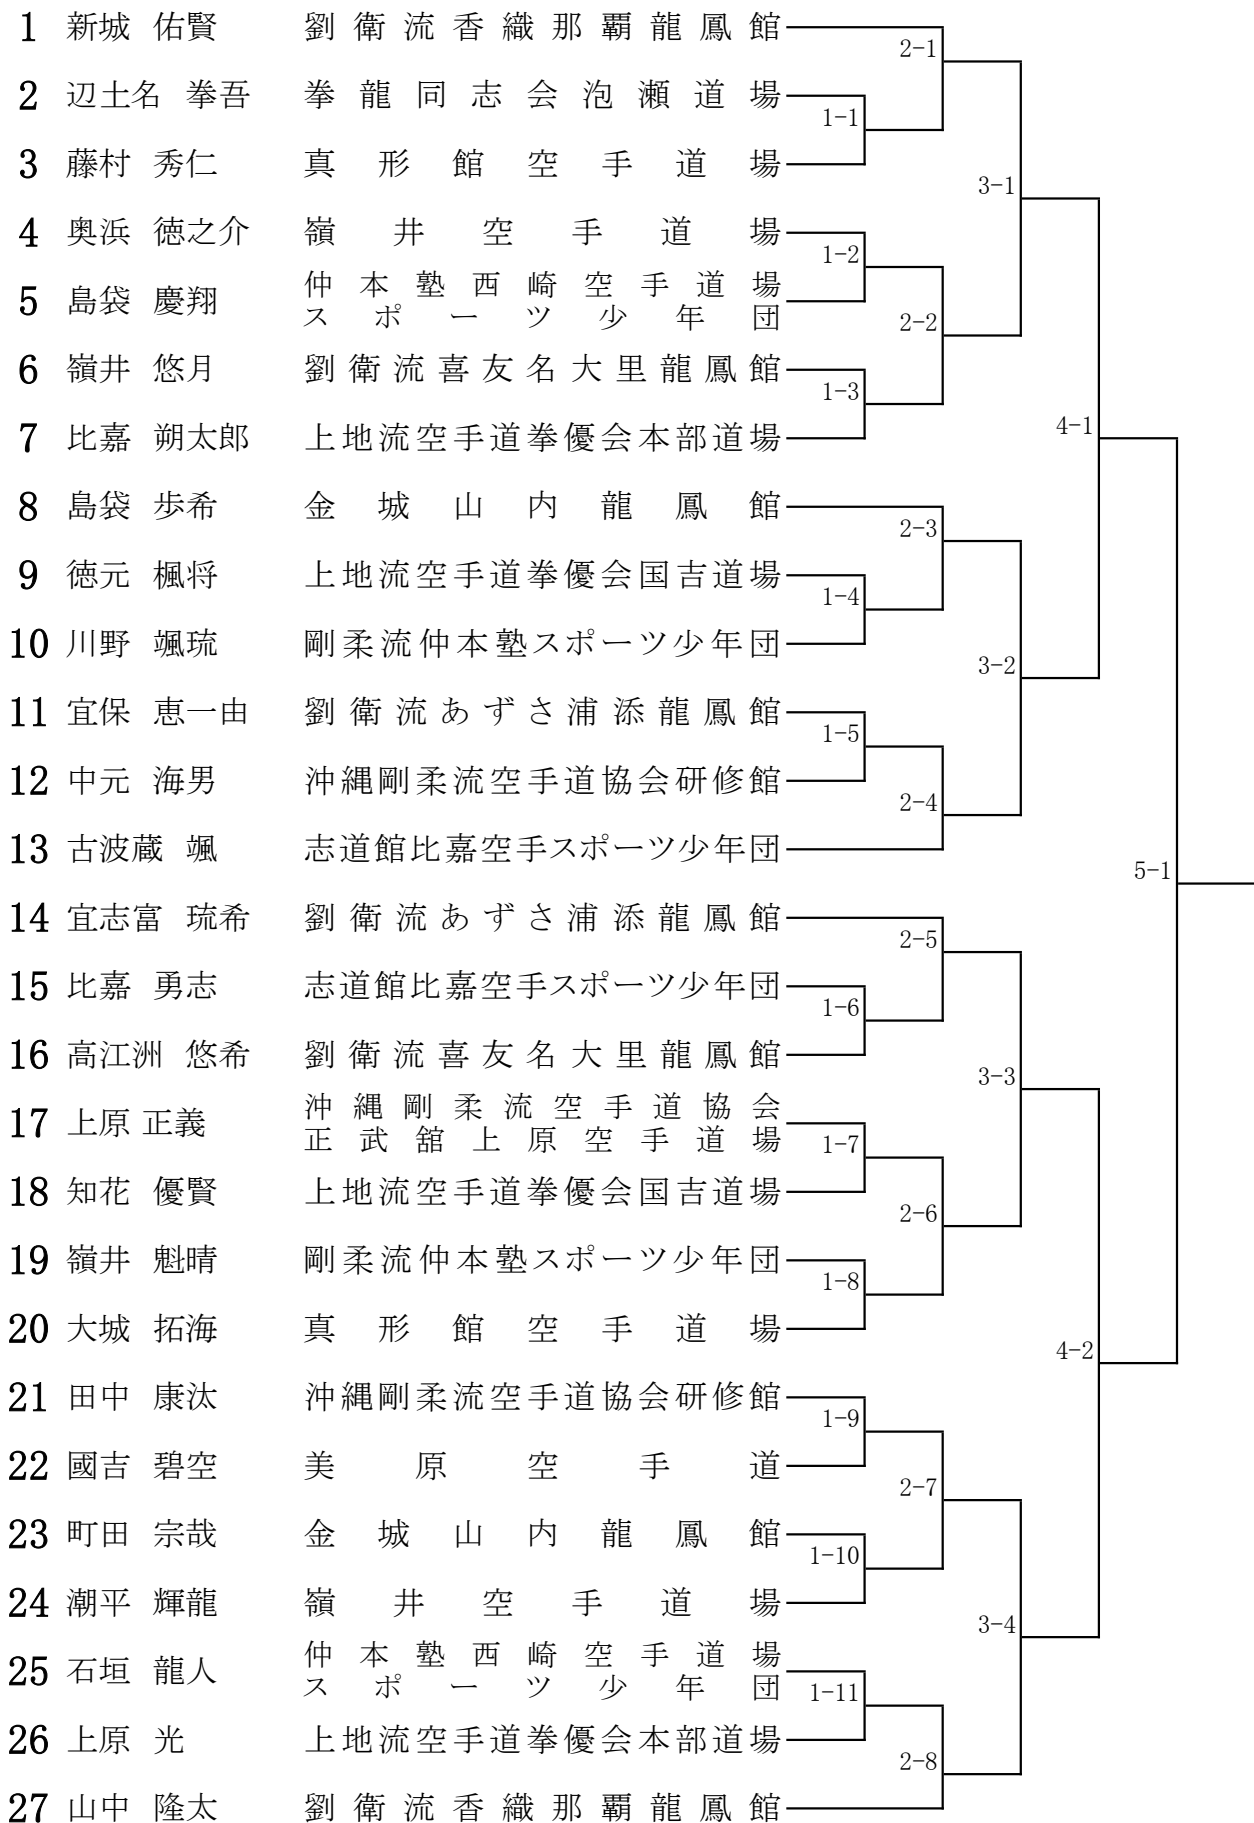 1 新城 佑賢 劉衛流香織那覇龍鳳館
2-1
2 辺土名 拳吾 拳龍同志会泡瀬道場
1-1
3 藤村 秀仁 真形館空手道場
3-1
4 奥浜 徳之介 嶺井空手道場
1-2
5 島袋 慶翔 仲本塾西崎空手道場
スポーツ少年団
2-2
6 嶺井 悠月 劉衛流喜友名大里龍鳳館
1-3
7 比嘉 朔太郎 上地流空手道拳優会本部道場
4-1
8 島袋 歩希 金城山内龍鳳館
2-3
9 徳元 楓将 上地流空手道拳優会国吉道場
1-4
10 川野 颯琉 剛柔流仲本塾スポーツ少年団
3-2
11 宜保 恵一由 劉衛流あずさ浦添龍鳳館
1-5
12 中元 海男 沖縄剛柔流空手道協会研修館
2-4
13 古波蔵 颯 志道館比嘉空手スポーツ少年団
5-1
14 宜志富 琉希 劉衛流あずさ浦添龍鳳館
2-5
15 比嘉 勇志 志道館比嘉空手スポーツ少年団
1-6
16 高江洲 悠希 劉衛流喜友名大里龍鳳館
3-3
17 上原 正義 沖縄剛柔流空手道協会
正武舘上原空手道場
1-7
18 知花 優賢 上地流空手道拳優会国吉道場
2-6
19 嶺井 魁晴 剛柔流仲本塾スポーツ少年団
1-8
20 大城 拓海 真形館空手道場
4-2
21 田中 康汰 沖縄剛柔流空手道協会研修館
1-9
22 國吉 碧空 美原空手道
2-7
23 町田 宗哉 金城山内龍鳳館
1-10
24 潮平 輝龍 嶺井空手道場
3-4
25 石垣 龍人 仲本塾西崎空手道場
スポーツ少年団
1-11
26 上原 光 上地流空手道拳優会本部道場
2-8
27 山中 隆太 劉衛流香織那覇龍鳳館